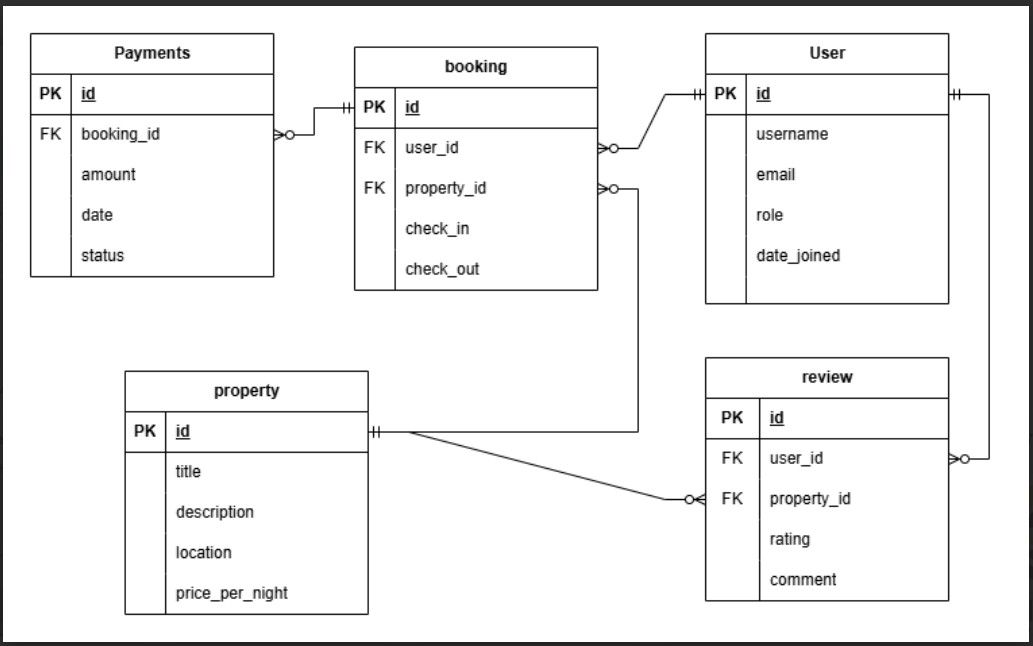 Payments
PK id
FK booking_id
amount
date
status
booking
PK id
FK user_id
FK property_id
check_in
check_out
User
PK id
username
email
role
date_joined
property
PK id
title
description
location
price_per_night
review
PK id
FK user_id
FK property_id
rating
comment